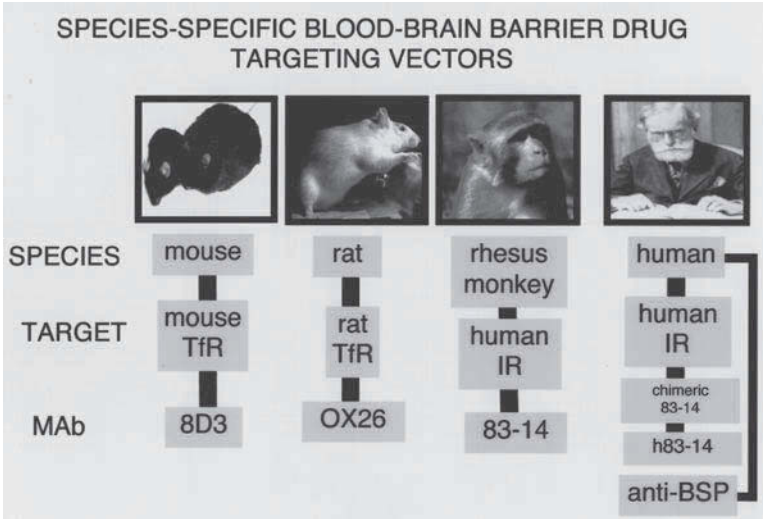 SPECIES-SPECIFIC BLOOD-BRAIN BARRIER DRUG
TARGETING VECTORS
SPECIES
mouse
rat
rhesus
monkey
human
TARGET
mouse
TfR
rat
TfR
human
IR
human
IR
MAb
8D3
OX26
83-14
chimeric
83-14
h83-14
anti-BSP